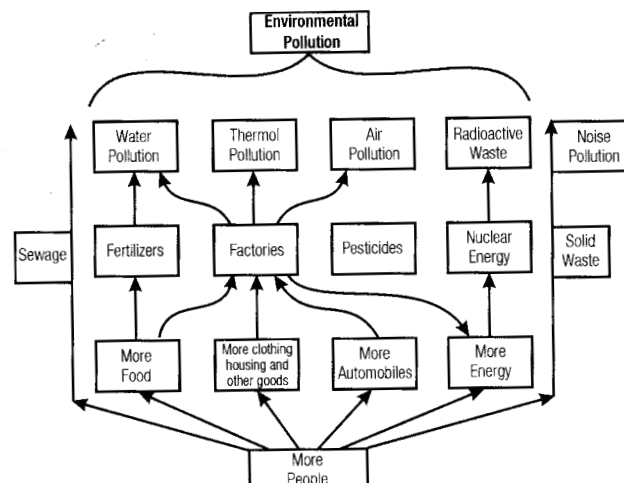 Environmental
Pollution
Water
Pollution
Thermol
Pollution
Air
Pollution
Radioactive
Waste
Noise
Pollution
Sewage
Fertilizers
Factories
Pesticides
Nuclear
Energy
Solid
Waste
More
Food
More clothing
housing and
other goods
More
Automobiles
More
Energy
More
People